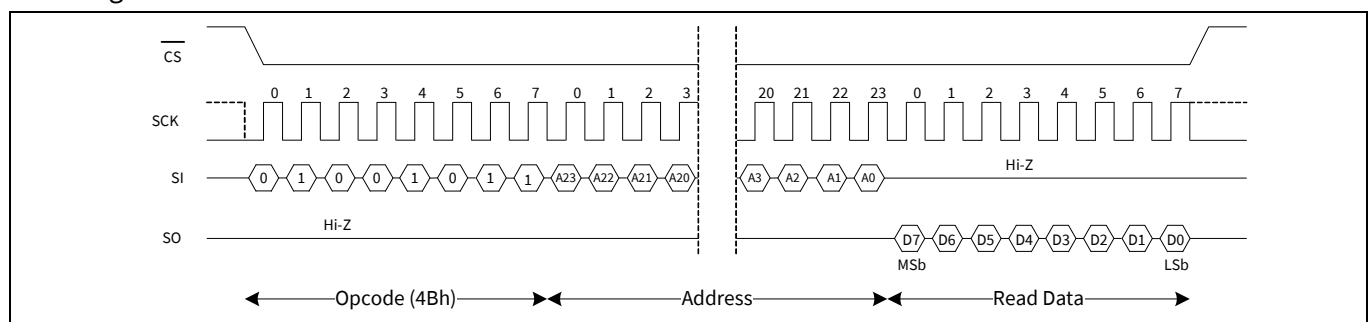 CS
0 1 2 3 4 5 6 7 0 1 2 3 20 21 22 23 0 1 2 3 4 5 6 7
SCK
Hi-Z
SI 0 1 0 0 1 0 1 1 A23 A22 A21 A20 A3 A2 A1 A0
Hi-Z
SO D7 D6 D5 D4 D3 D2 D1 D0
MSb LSb
Opcode (4Bh) Address Read Data